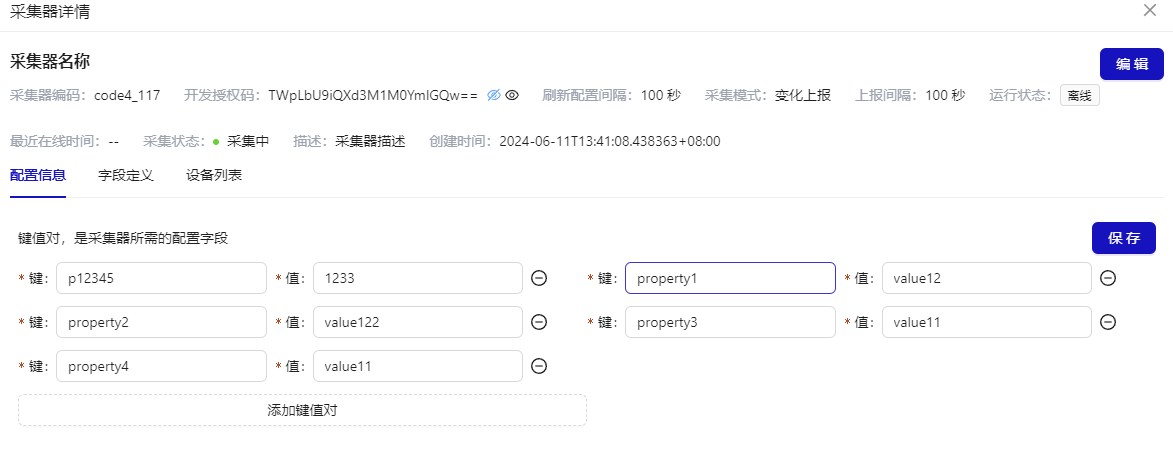 采集器详情
采集器名称
编 辑
采集器编码： code4_117 开发授权码： TWpLbU9iQXd3M1M0YmlGQw== 刷新配置间隔： 100 秒 采集模式： 变化上报 上报间隔： 100 秒 运行状态： 离线
最近在线时间： -- 采集状态： 采集中 描述： 采集器描述 创建时间： 2024-06-11T13:41:08.438363+08:00
配置信息 字段定义 设备列表
键值对，是采集器所需的配置字段
保 存
* 键： p12345 * 值： 1233 * 键： property1 * 值： value12
* 键： property2 * 值： value122 * 键： property3 * 值： value11
* 键： property4 * 值： value11
添加键值对